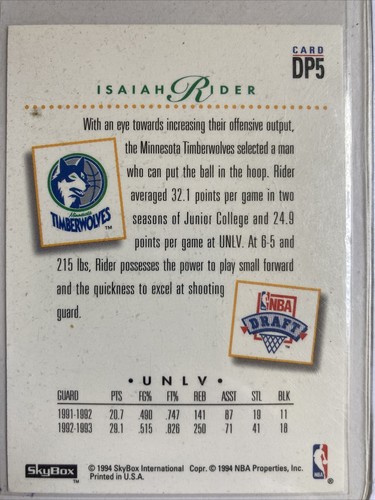 CARD
DP5
ISAIAH RIDER
With an eye towards increasing their offensive output,
the Minnesota Timberwolves selected a man
who can put the ball in the hoop. Rider
averaged 32.1 points per game in two
seasons of Junior College and 24.9
points per game at UNLV. At 6-5 and
215 lbs, Rider possesses the power to play small forward
and the quickness to excel at shooting
guard.
Minnesota
TIMBERWOLVES
TM
NBA
DRAFT
TM
• UNLV •
GUARD PTS FG% FT% REB ASST STL BLK
1991-1992 20.7 .490 .747 141 87 19 11
1992-1993 29.1 .515 .826 250 71 41 18
SkyBox
© 1994 SkyBox International Copr. © 1994 NBA Properties, Inc.
Printed in U.S.A.
NBA
®